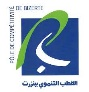 PÔLE DE COMPÉTITIVITÉ DE BIZERTE
القطب التنموي ببنزرت